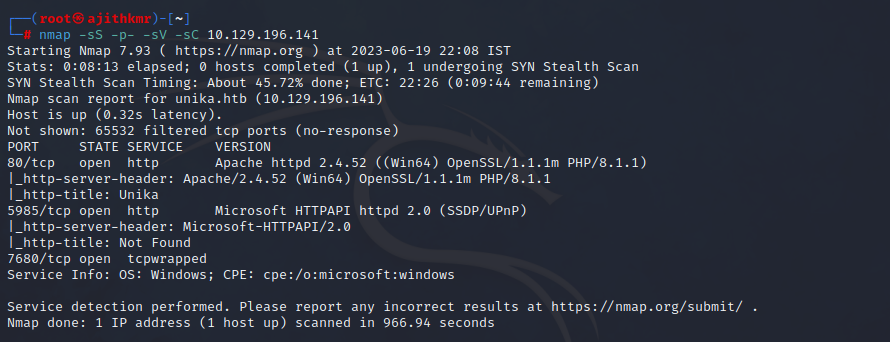 ┌──(root㉿ajithkmr)-[~]
└─# nmap -sS -p- -sV -sC 10.129.196.141
Starting Nmap 7.93 ( https://nmap.org ) at 2023-06-19 22:08 IST
Stats: 0:08:13 elapsed; 0 hosts completed (1 up), 1 undergoing SYN Stealth Scan
SYN Stealth Scan Timing: About 45.72% done; ETC: 22:26 (0:09:44 remaining)
Nmap scan report for unika.htb (10.129.196.141)
Host is up (0.32s latency).
Not shown: 65532 filtered tcp ports (no-response)
PORT     STATE SERVICE    VERSION
80/tcp   open  http       Apache httpd 2.4.52 ((Win64) OpenSSL/1.1.1m PHP/8.1.1)
|_http-server-header: Apache/2.4.52 (Win64) OpenSSL/1.1.1m PHP/8.1.1
|_http-title: Unika
5985/tcp open  http       Microsoft HTTPAPI httpd 2.0 (SSDP/UPnP)
|_http-server-header: Microsoft-HTTPAPI/2.0
|_http-title: Not Found
7680/tcp open  tcpwrapped
Service Info: OS: Windows; CPE: cpe:/o:microsoft:windows

Service detection performed. Please report any incorrect results at https://nmap.org/submit/ .
Nmap done: 1 IP address (1 host up) scanned in 966.94 seconds